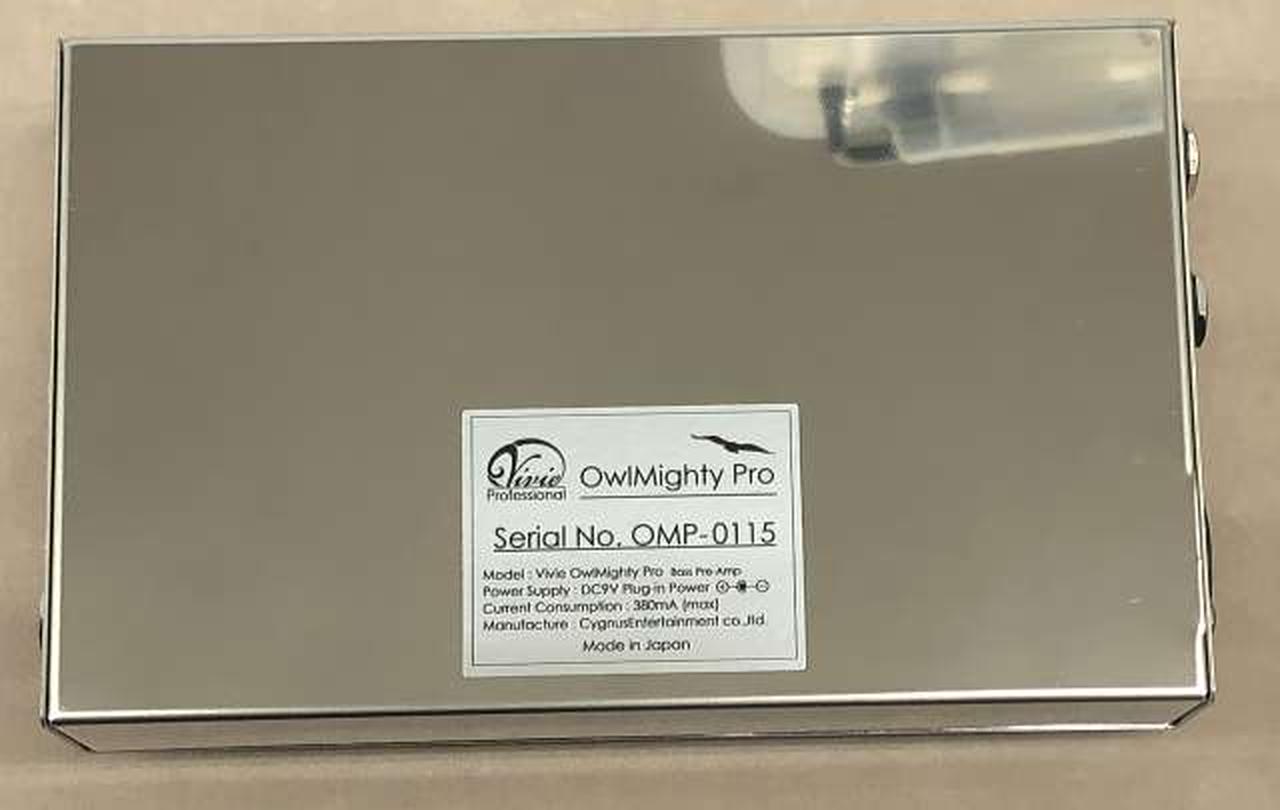 Vivie
Professional
OwlMighty Pro
Serial No. OMP-0115
Model : Vivie OwlMighty Pro Bass Pre-Amp
Power Supply : DC9V Plug-in Power
Current Consumption : 380mA (max)
Manufacture : CygnusEntertainment co.,ltd.
Made in Japan